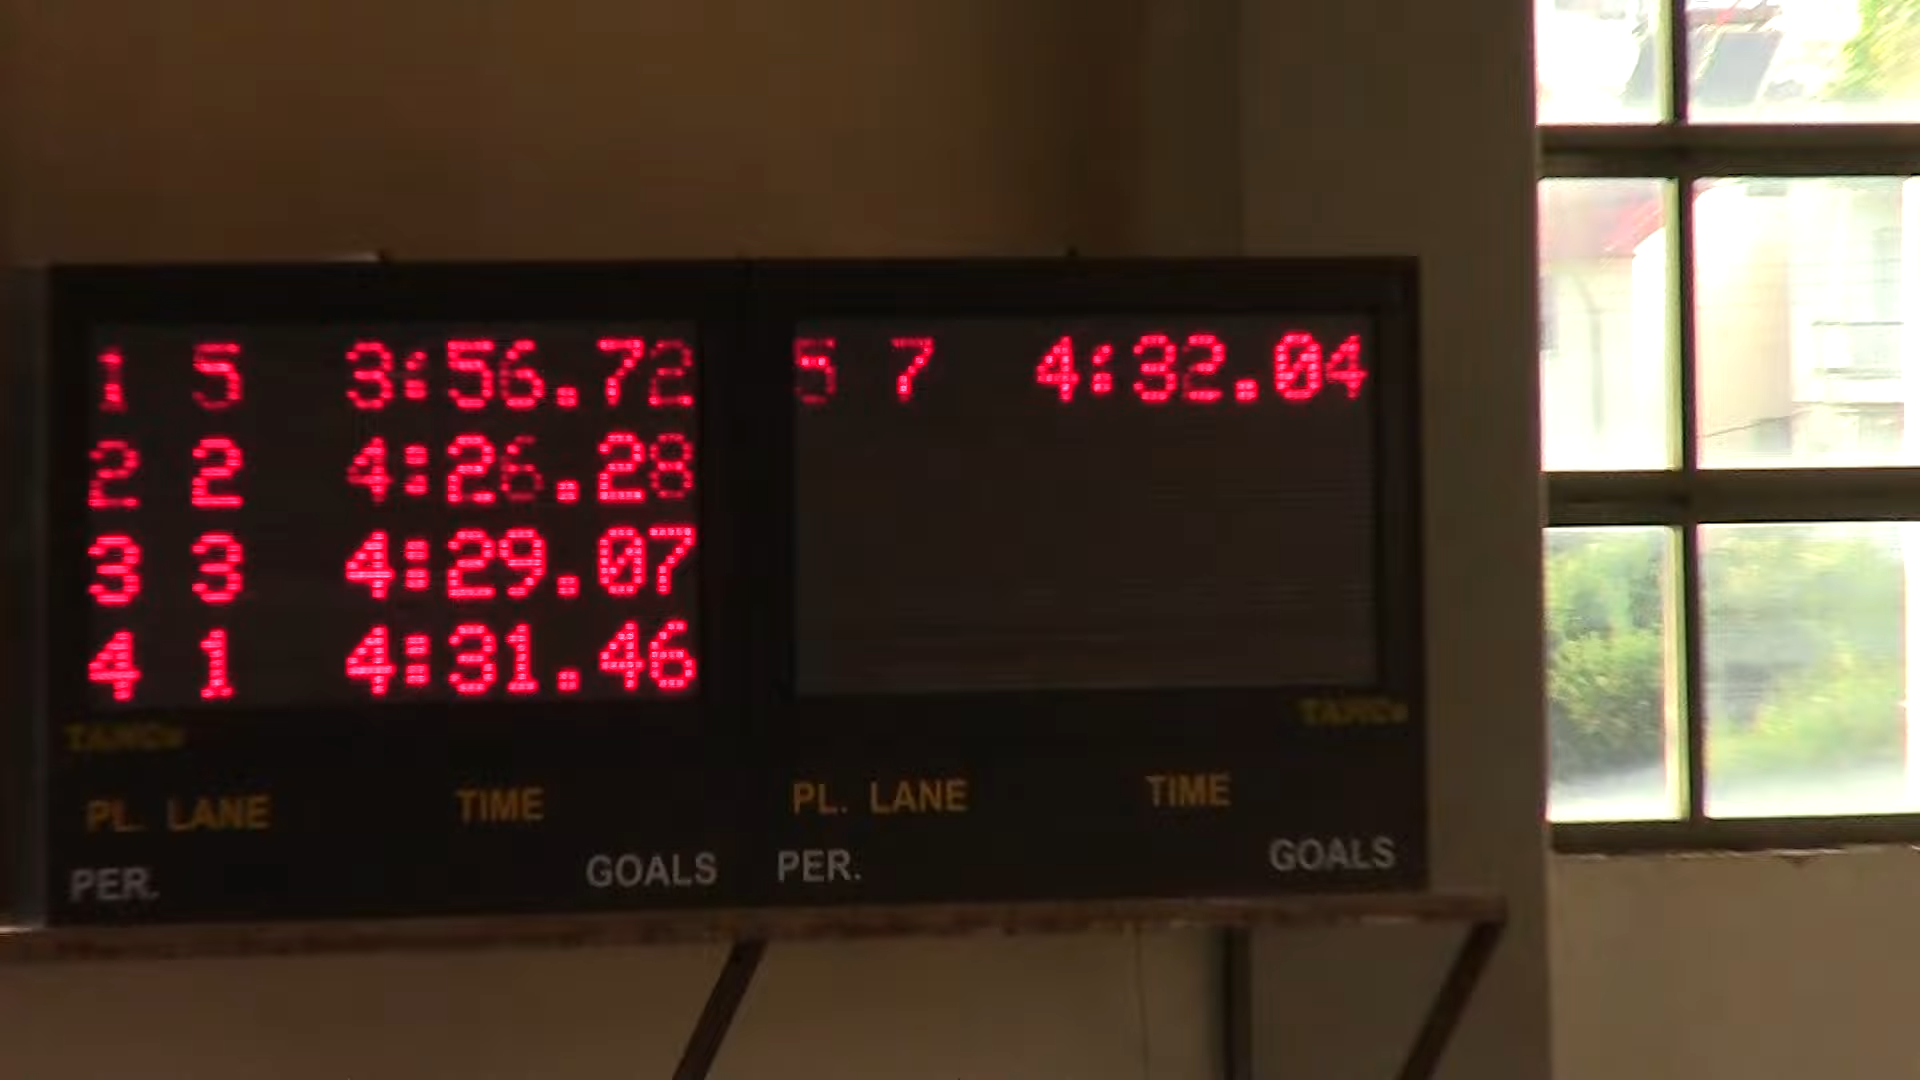 1 5 3:56.72
2 2 4:26.28
3 3 4:29.07
4 1 4:31.46
PL. LANE TIME
PER. GOALS
5 7 4:32.04
PL. LANE TIME
PER. GOALS